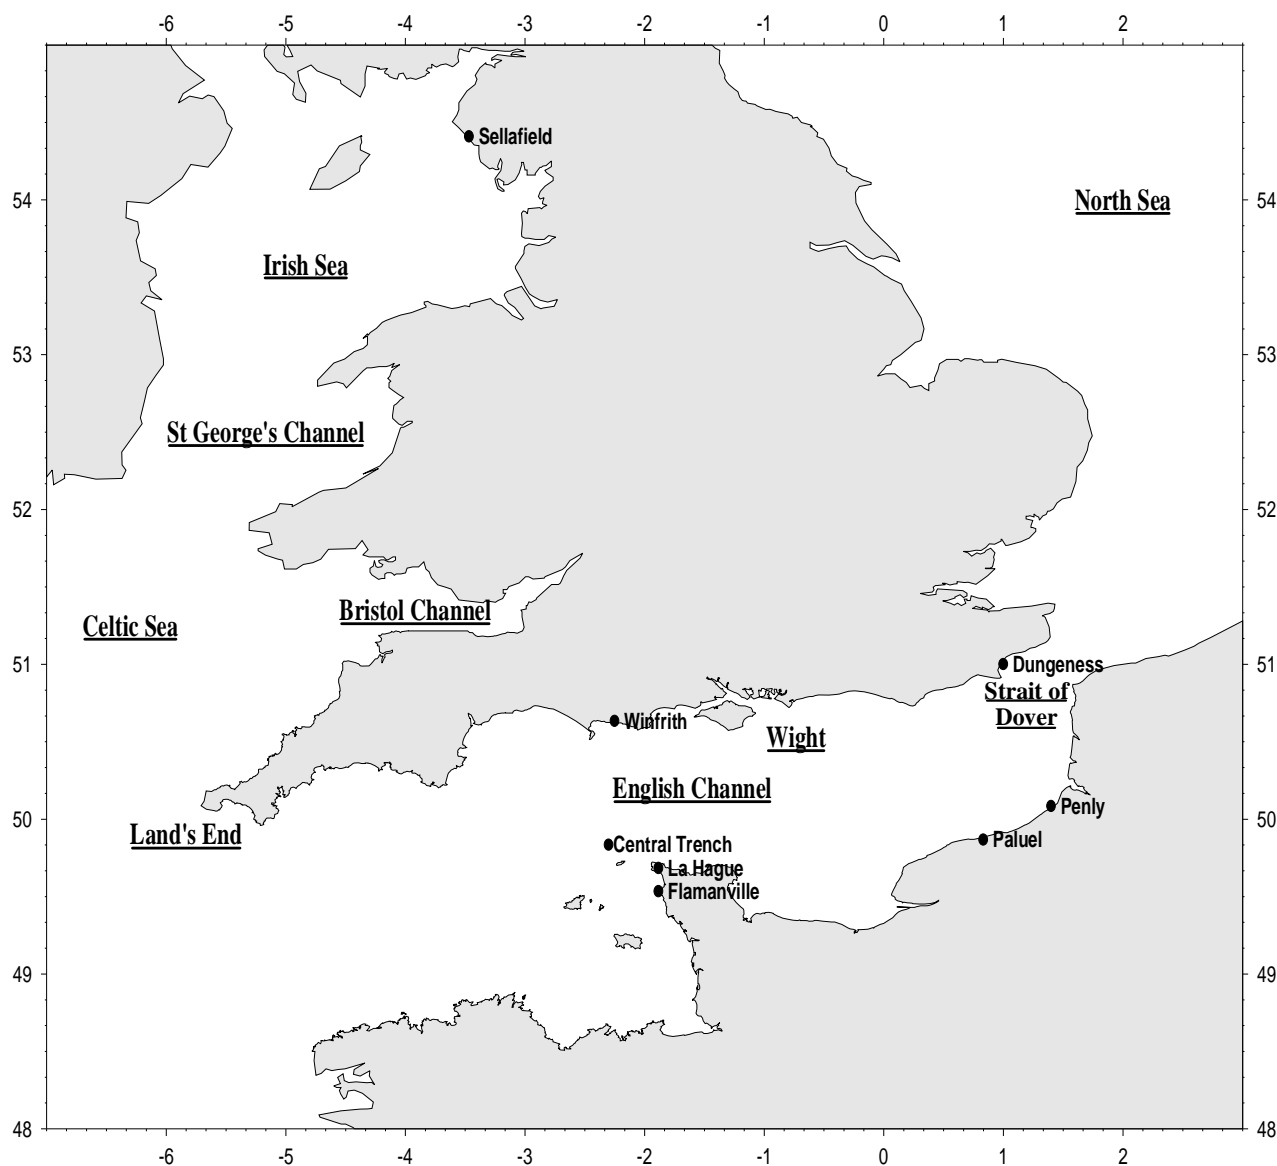 -6 -5 -4 -3 -2 -1 0 1 2
Sellafield
54 North Sea 54
Irish Sea
53 53
St George's Channel
52 52
Bristol Channel
Celtic Sea
51 Dungeness 51
Strait of
Dover
Winfrith
Wight
English Channel
Penly
50 50
Land's End
Paluel
Central Trench
La Hague
Flamanville
49 49
48 48
-6 -5 -4 -3 -2 -1 0 1 2